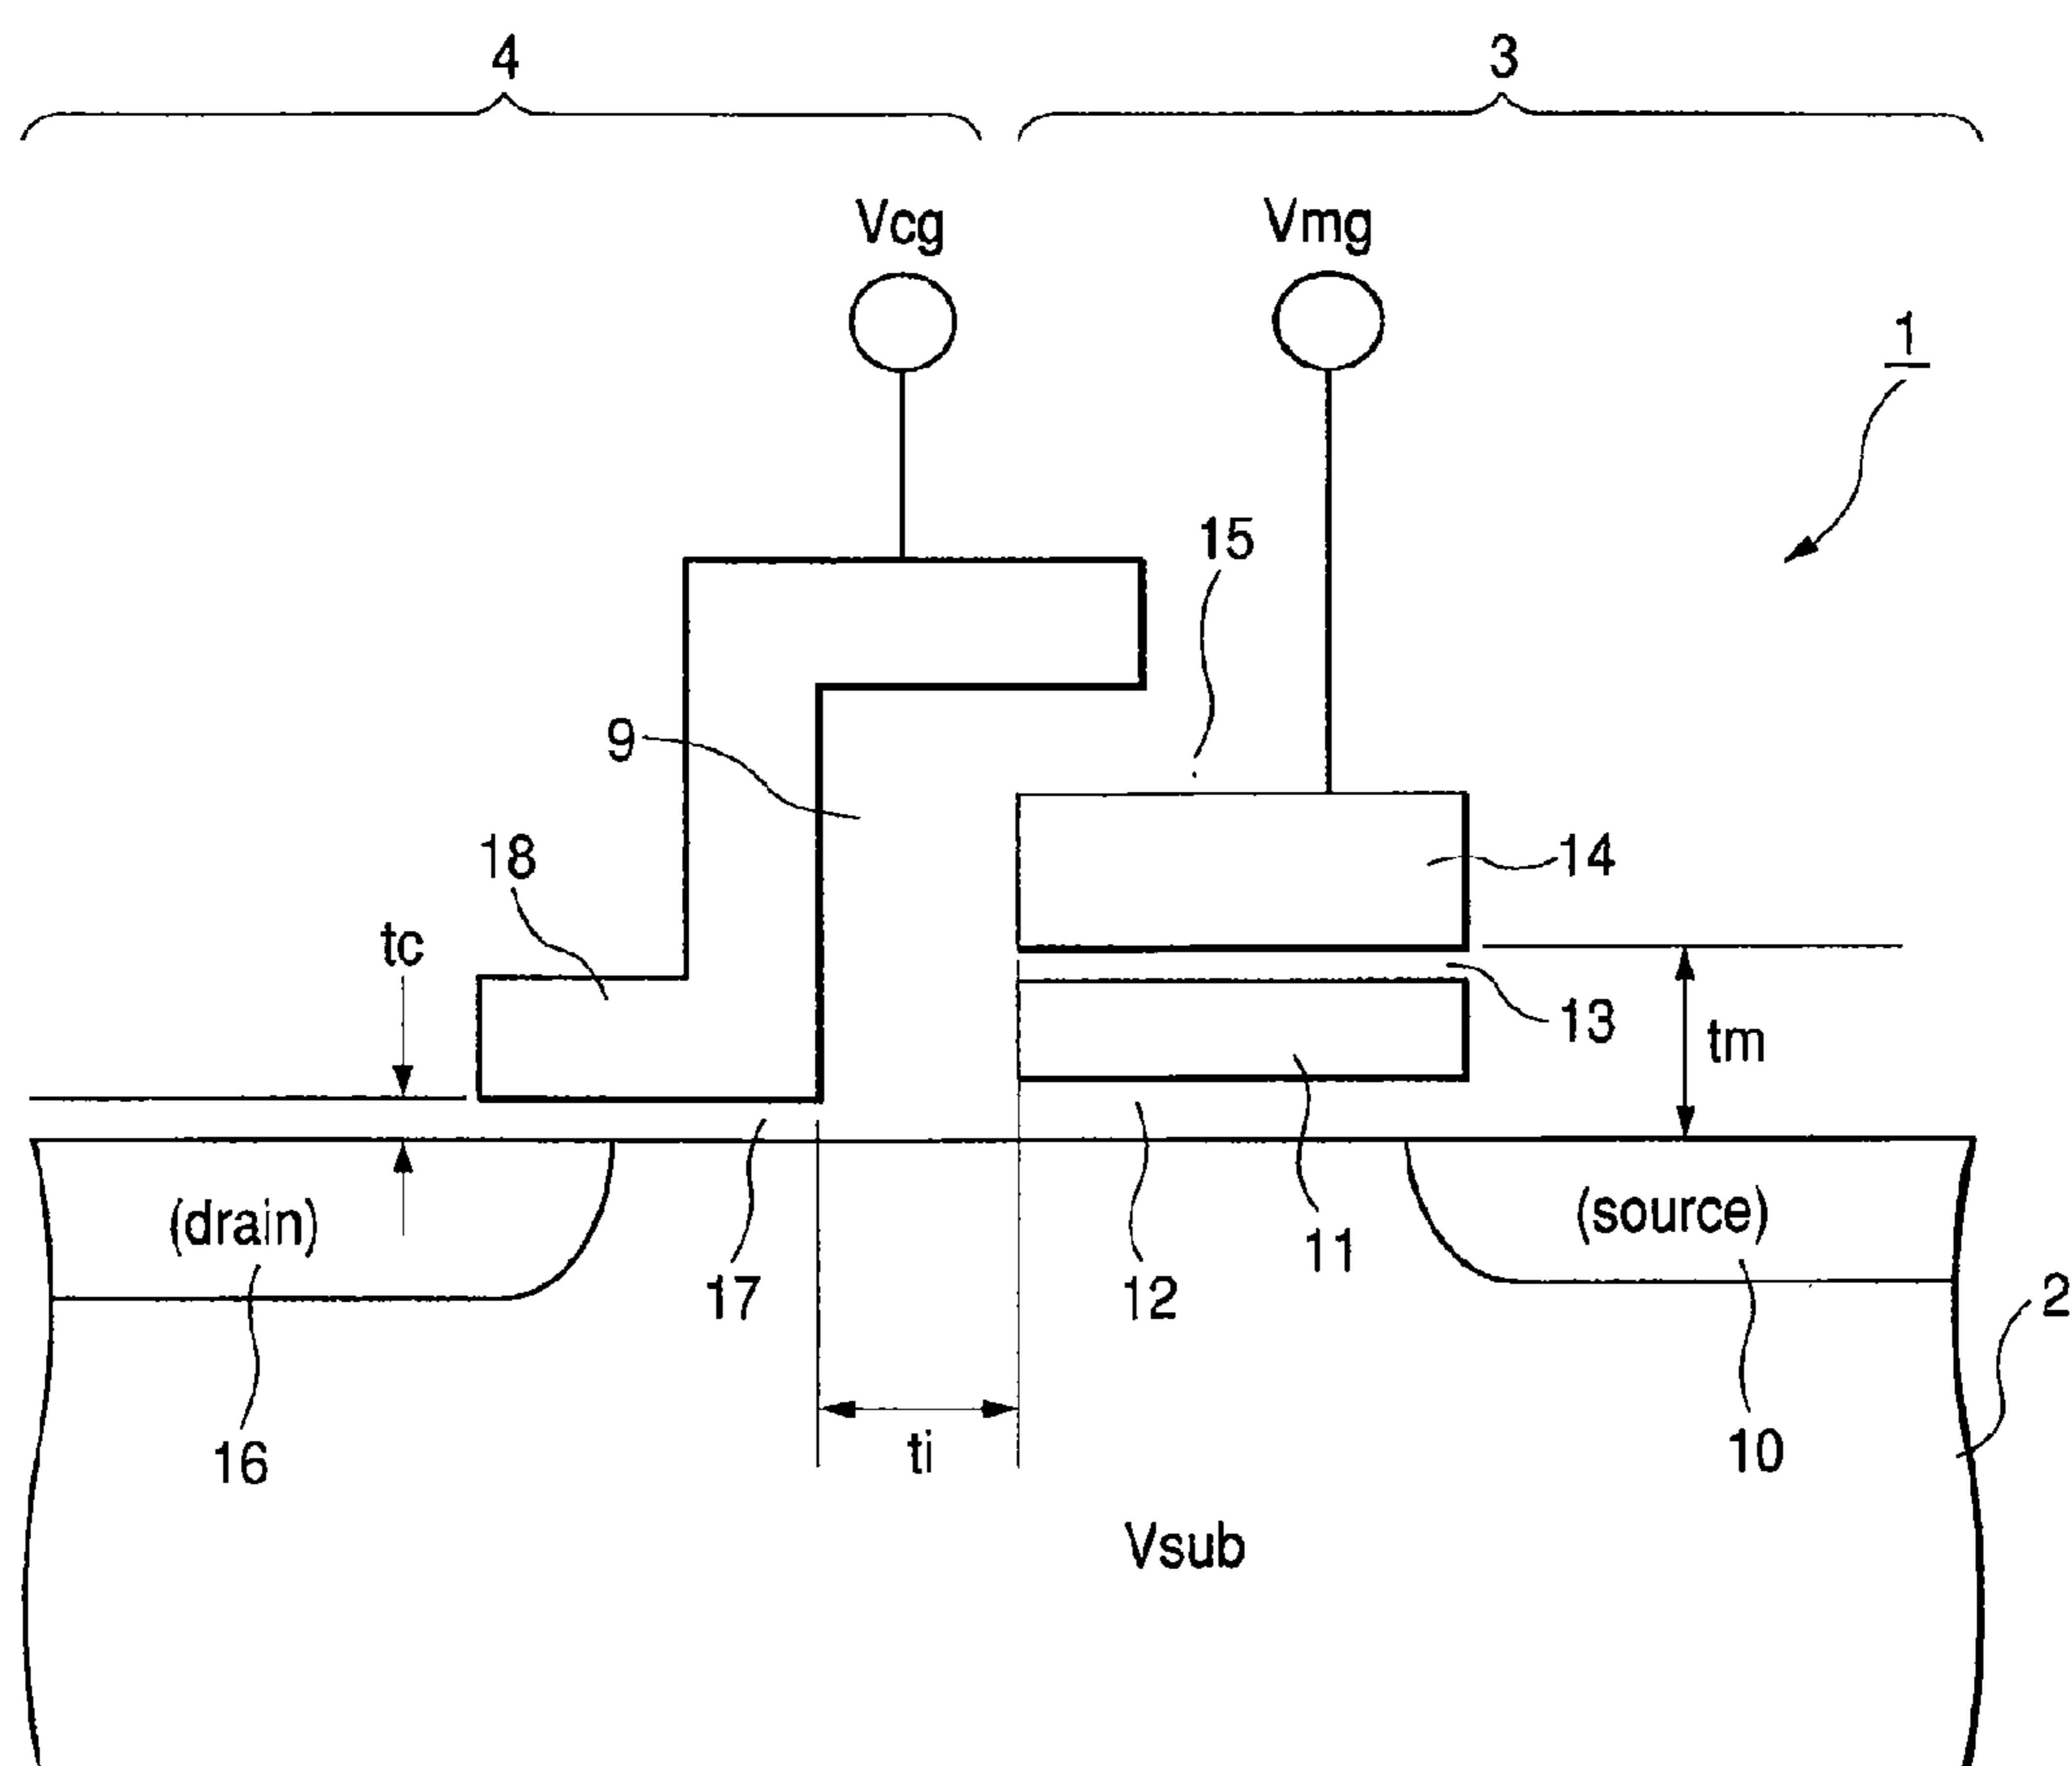 4 3
Vcg Vmg
1
15
9
18 14
tc
13
tm
(drain) (source)
11
17 12 2
16 ti 10
Vsub